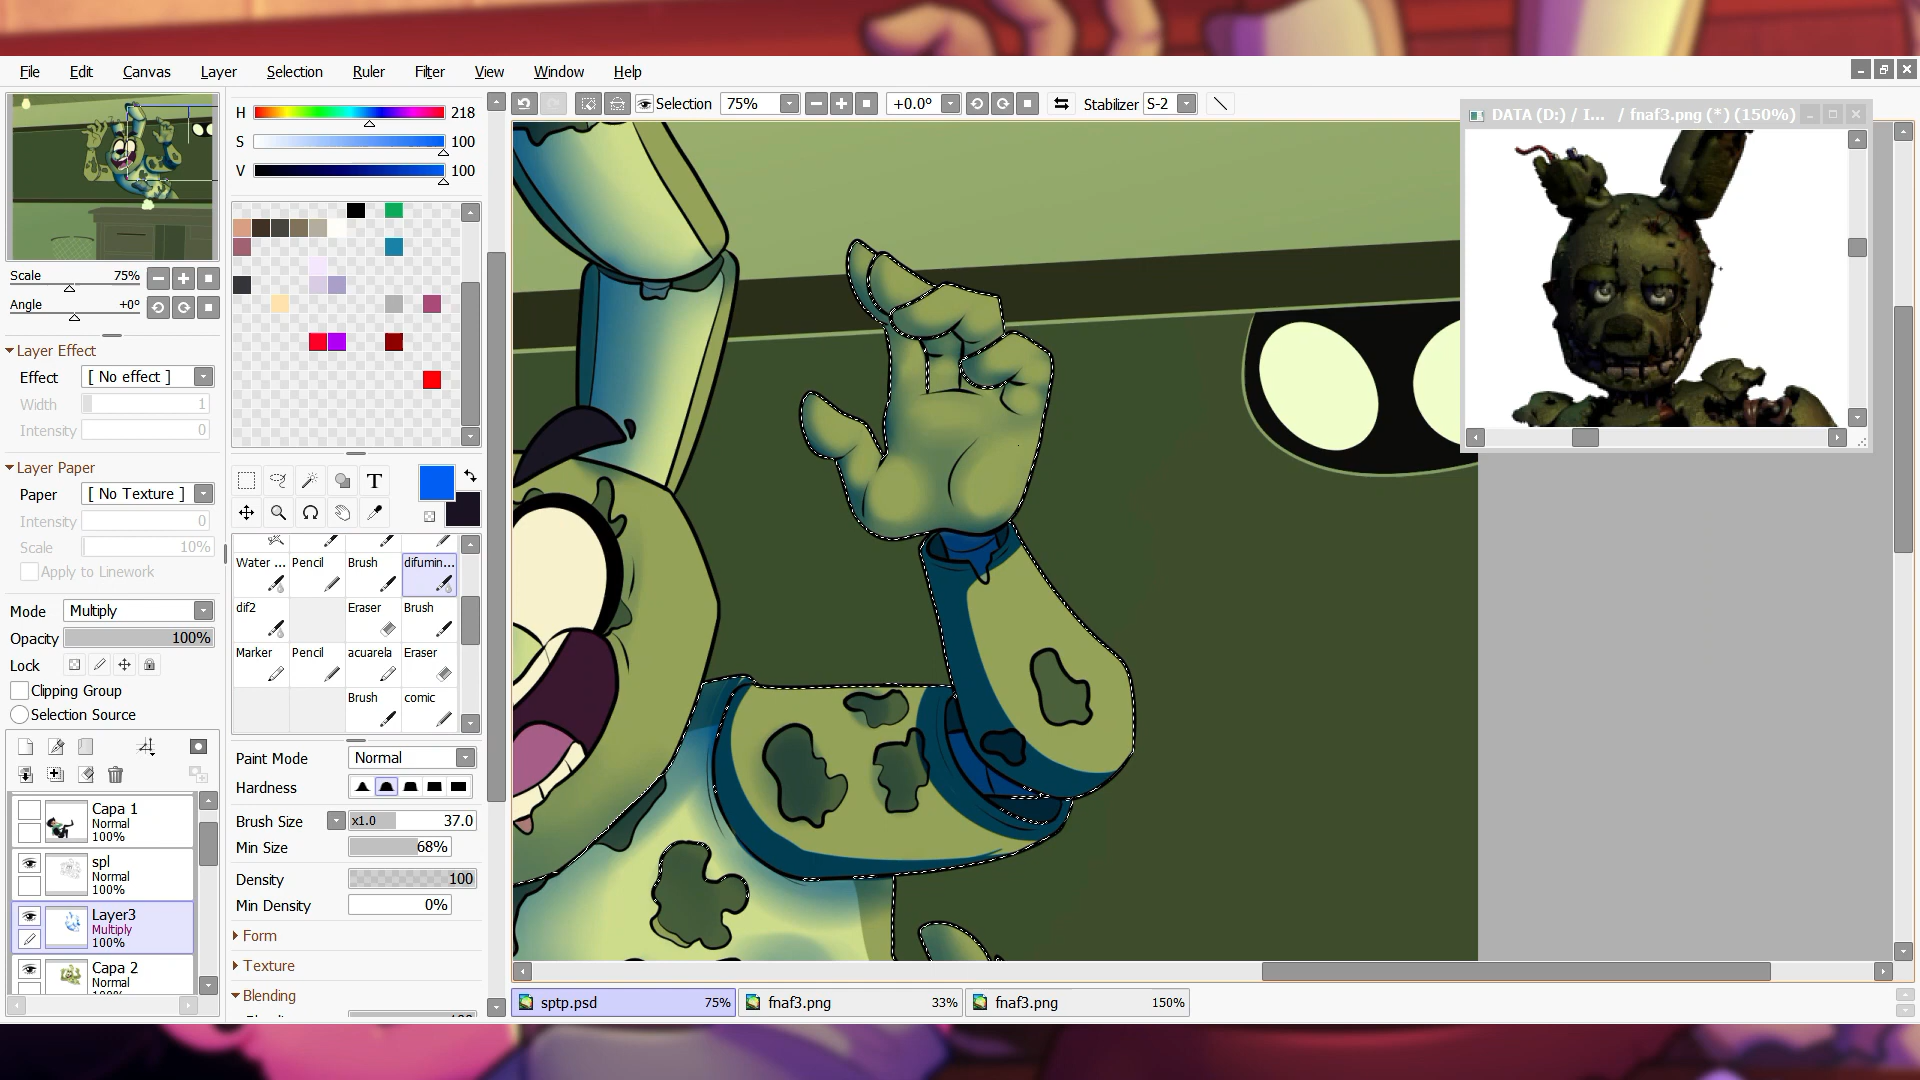 File Edit Canvas Layer Selection Ruler Filter View Window Help
H 218
S 100
V 100
Selection 75% +0.0° Stabilizer S-2
DATA (D:) / I... / fnaf3.png (*) (150%)
Scale 75%
Angle +0°
Layer Effect
Effect [ No effect ]
Width 1
Intensity 0
Layer Paper
Paper [ No Texture ]
Intensity 0
Scale 10%
Apply to Linework
Mode Multiply
Opacity 100%
Lock
Clipping Group
Selection Source
Capa 1
Normal
100%
spl
Normal
100%
Layer3
Multiply
100%
Capa 2
Normal
T
Water ... Pencil Brush difumin...
dif2 Eraser Brush
Marker Pencil acuarela Eraser
Brush comic
Paint Mode Normal
Hardness
Brush Size x1.0 37.0
Min Size 68%
Density 100
Min Density 0%
Form
Texture
Blending
sptp.psd 75% fnaf3.png 33% fnaf3.png 150%